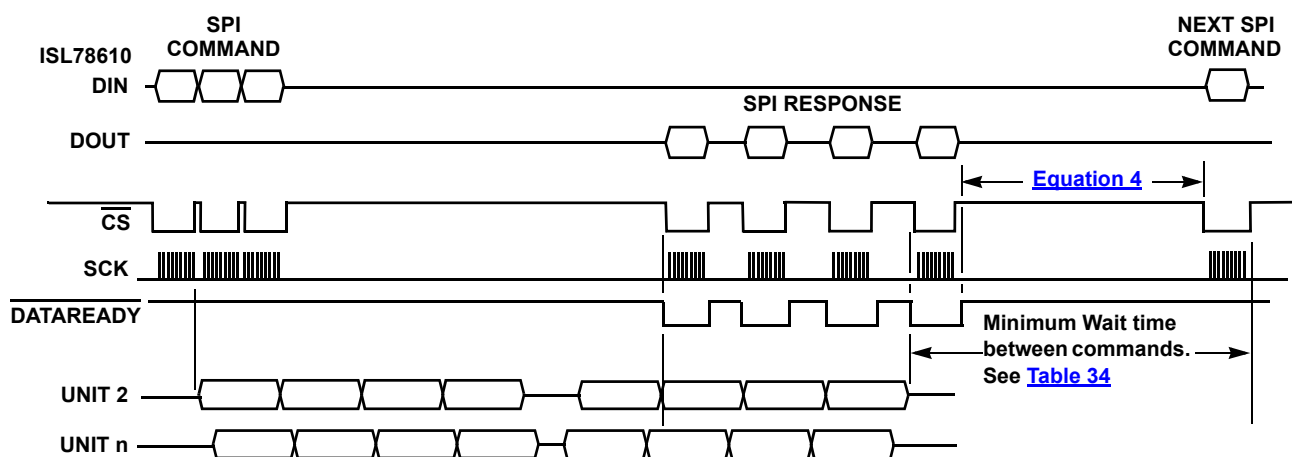 SPI
COMMAND
NEXT SPI
COMMAND
ISL78610
DIN
SPI RESPONSE
DOUT
Equation 4
CS
SCK
DATAREADY
Minimum Wait time
between commands.
See Table 34
UNIT 2
UNIT n